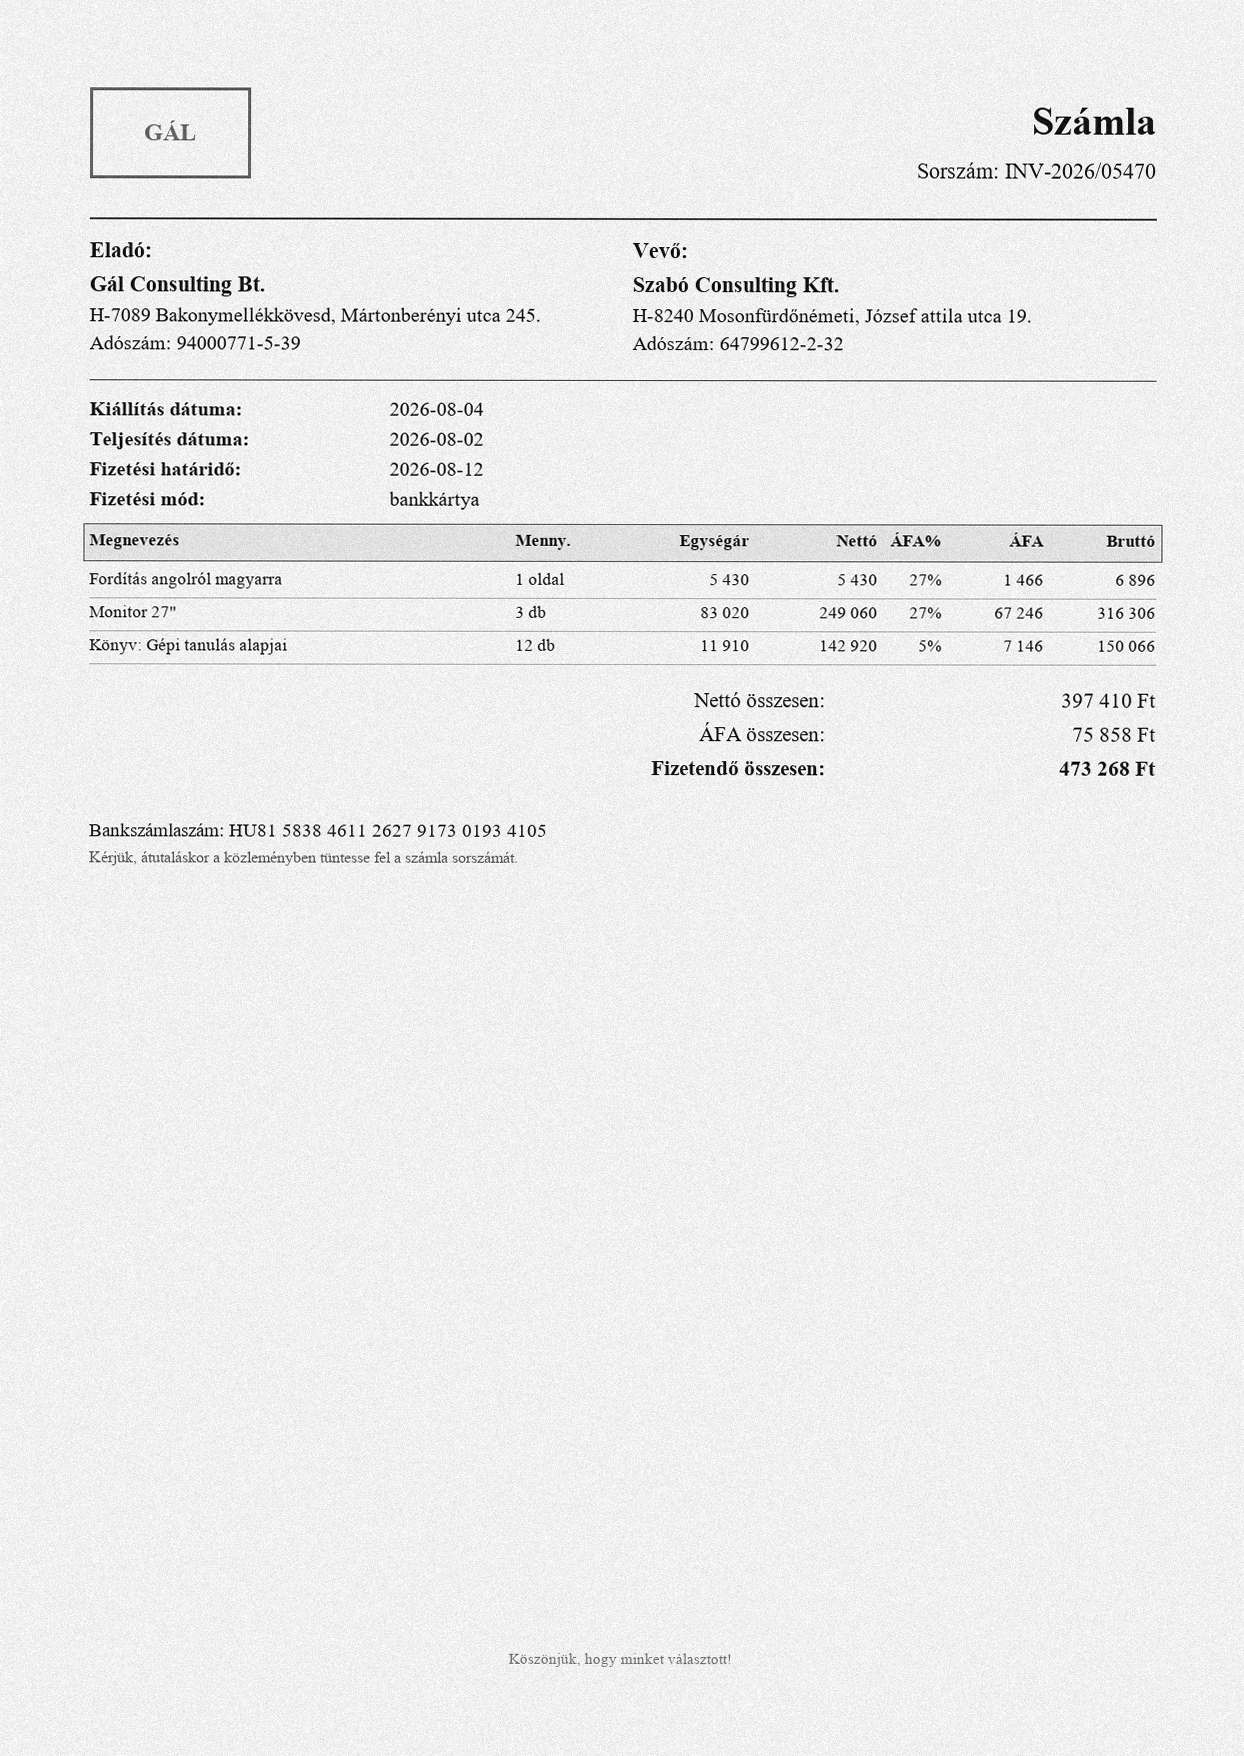 GÁL
Számla
Sorszám: INV-2026/05470
Eladó:
Gál Consulting Bt.
H-7089 Bakonymellékkövesd, Mártonberényi utca 245.
Adószám: 94000771-5-39
Vevő:
Szabó Consulting Kft.
H-8240 Mosonfürdőnémeti, József attila utca 19.
Adószám: 64799612-2-32
Kiállítás dátuma: 2026-08-04
Teljesítés dátuma: 2026-08-02
Fizetési határidő: 2026-08-12
Fizetési mód: bankkártya
Megnevezés Menny. Egységár Nettó ÁFA% ÁFA Bruttó
Fordítás angolról magyarra 1 oldal 5 430 5 430 27% 1 466 6 896
Monitor 27" 3 db 83 020 249 060 27% 67 246 316 306
Könyv: Gépi tanulás alapjai 12 db 11 910 142 920 5% 7 146 150 066
Nettó összesen: 397 410 Ft
ÁFA összesen: 75 858 Ft
Fizetendő összesen: 473 268 Ft
Bankszámlaszám: HU81 5838 4611 2627 9173 0193 4105
Kérjük, átutaláskor a közleményben tüntesse fel a számla sorszámát.
Köszönjük, hogy minket választott!